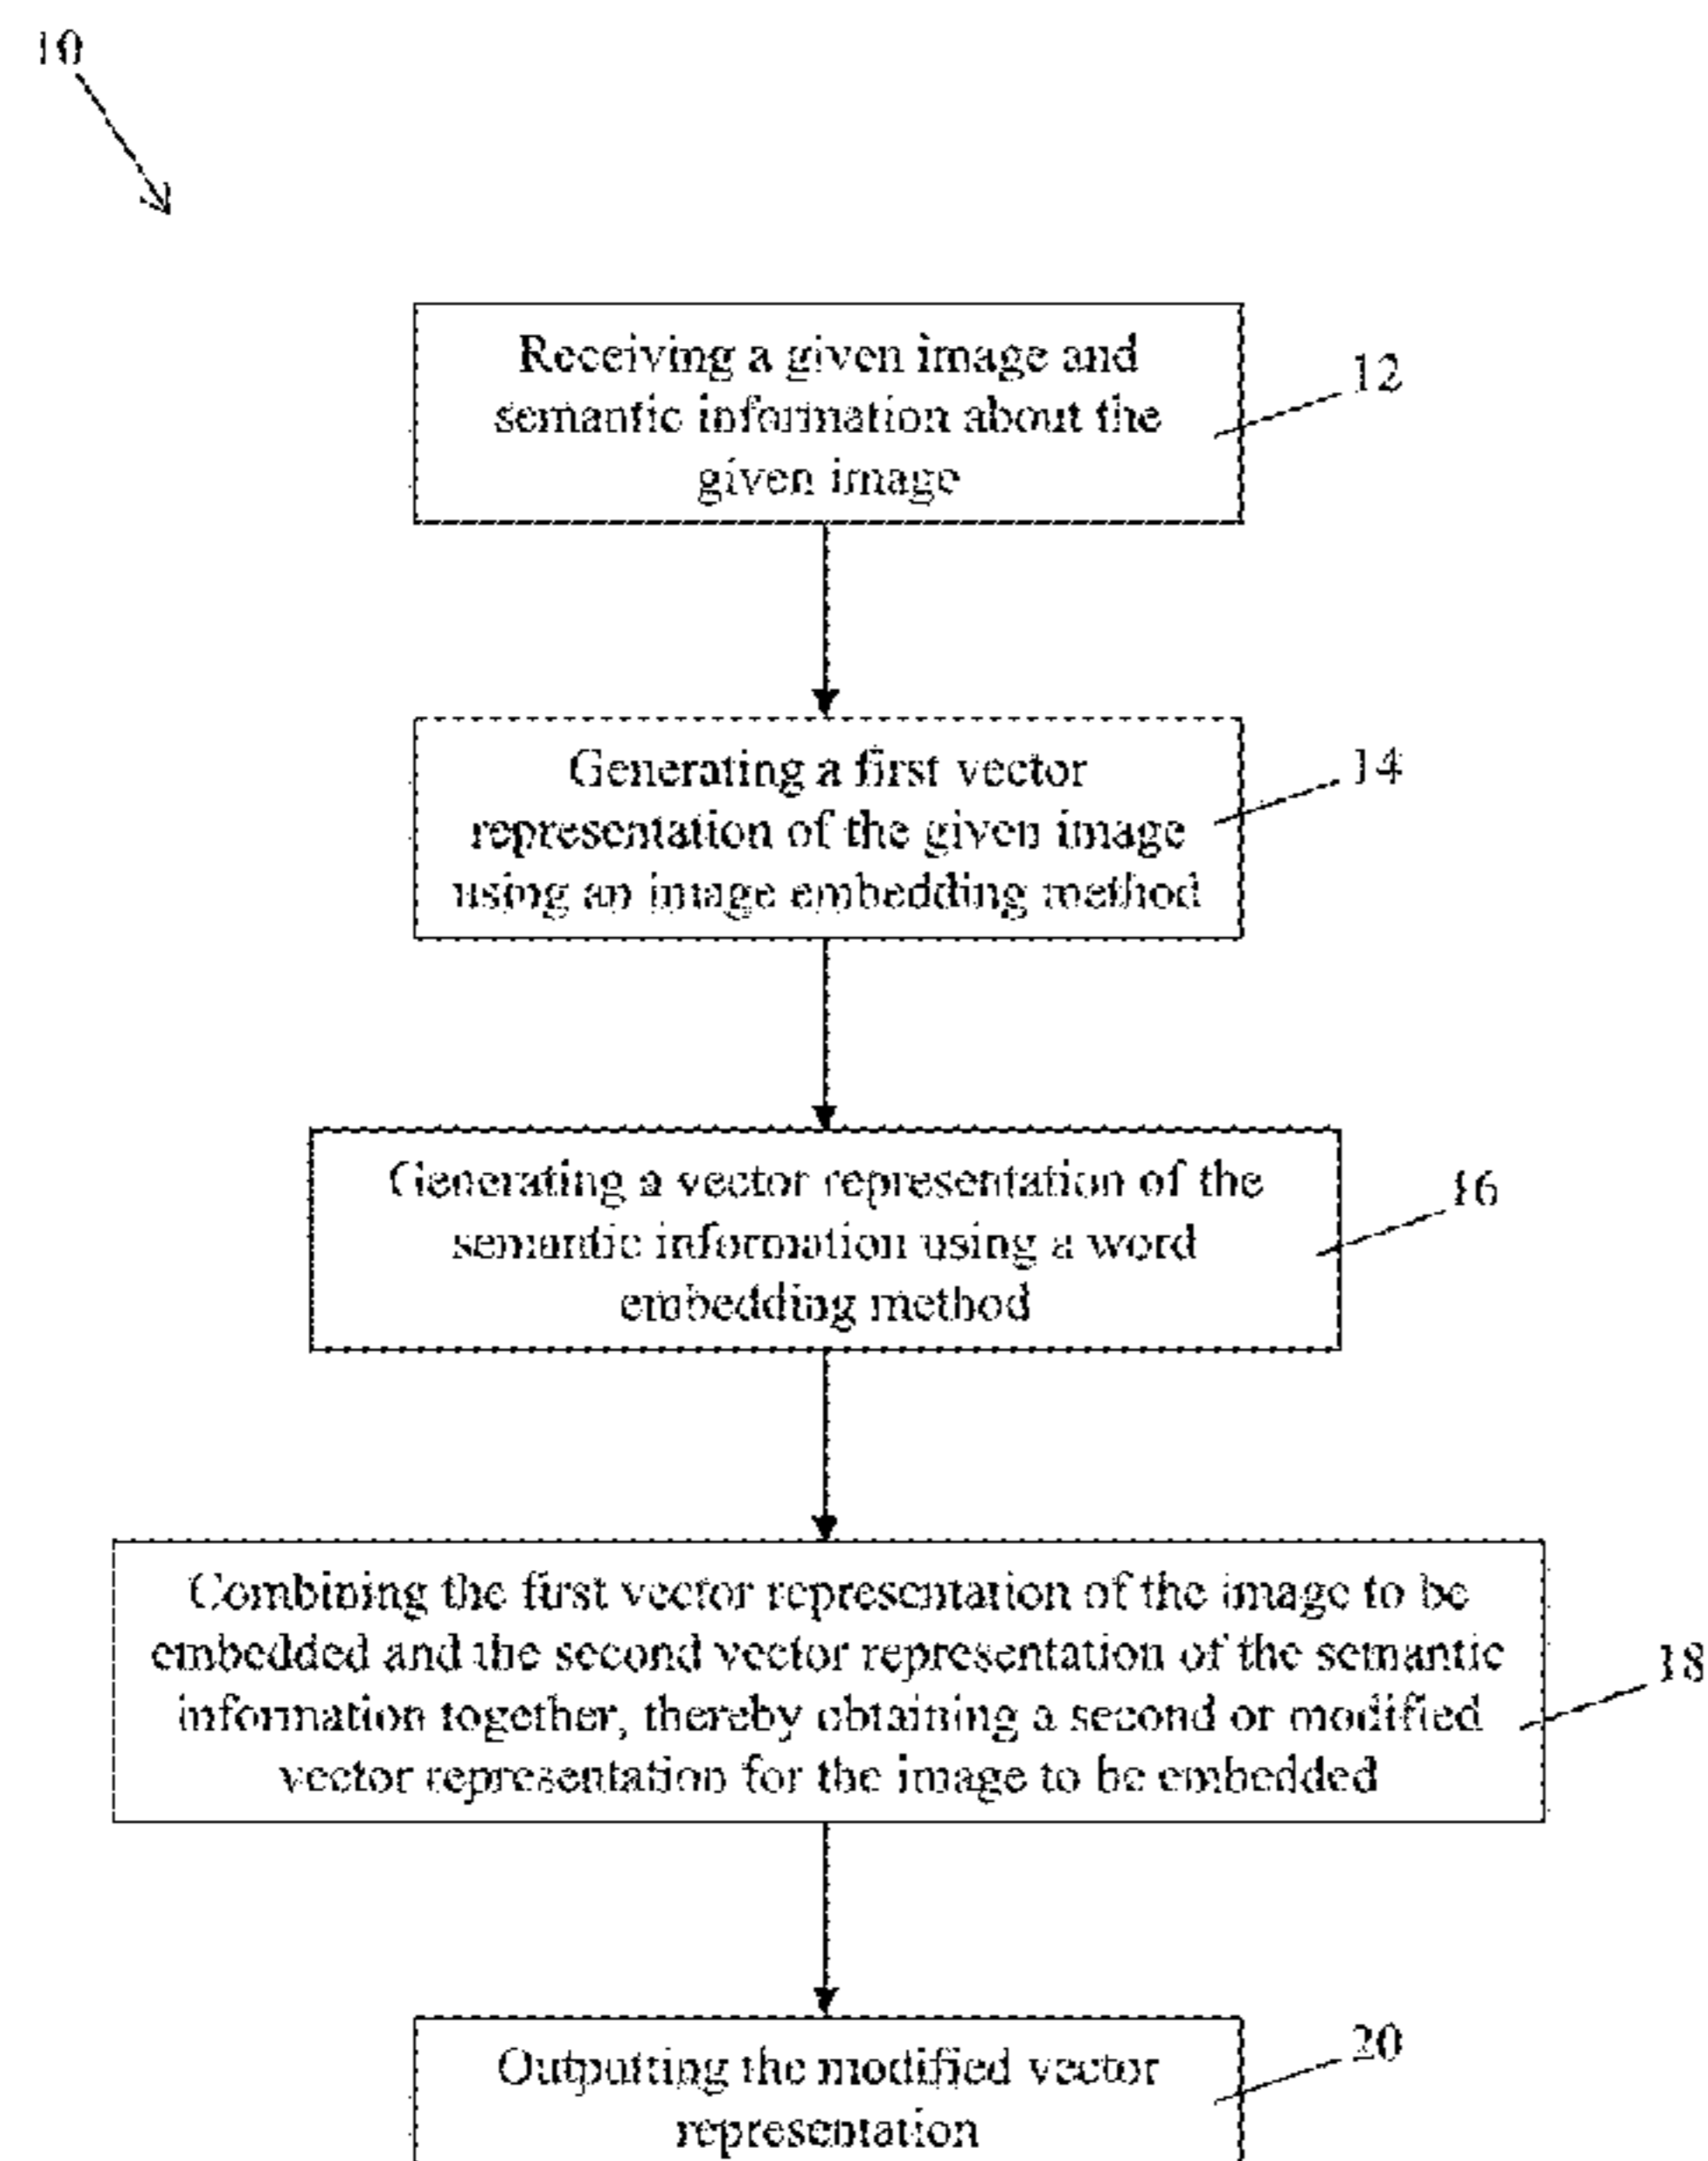 10
Receiving a given image and
semantic information about the
given image
12
Generating a first vector
representation of the given image
using an image embedding method
14
Generating a vector representation of the
semantic information using a word
embedding method
16
Combining the first vector representation of the image to be
embedded and the second vector representation of the semantic
information together, thereby obtaining a second or modified
vector representation for the image to be embedded
18
Outputting the modified vector
representation
20